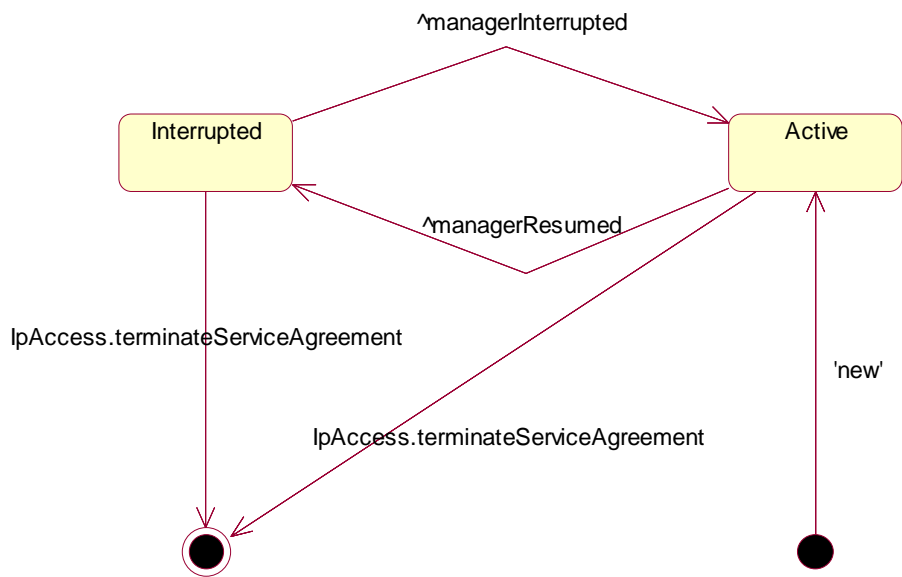 ^managerInterrupted
Interrupted
Active
^managerResumed
IpAccess.terminateServiceAgreement
'new'
IpAccess.terminateServiceAgreement